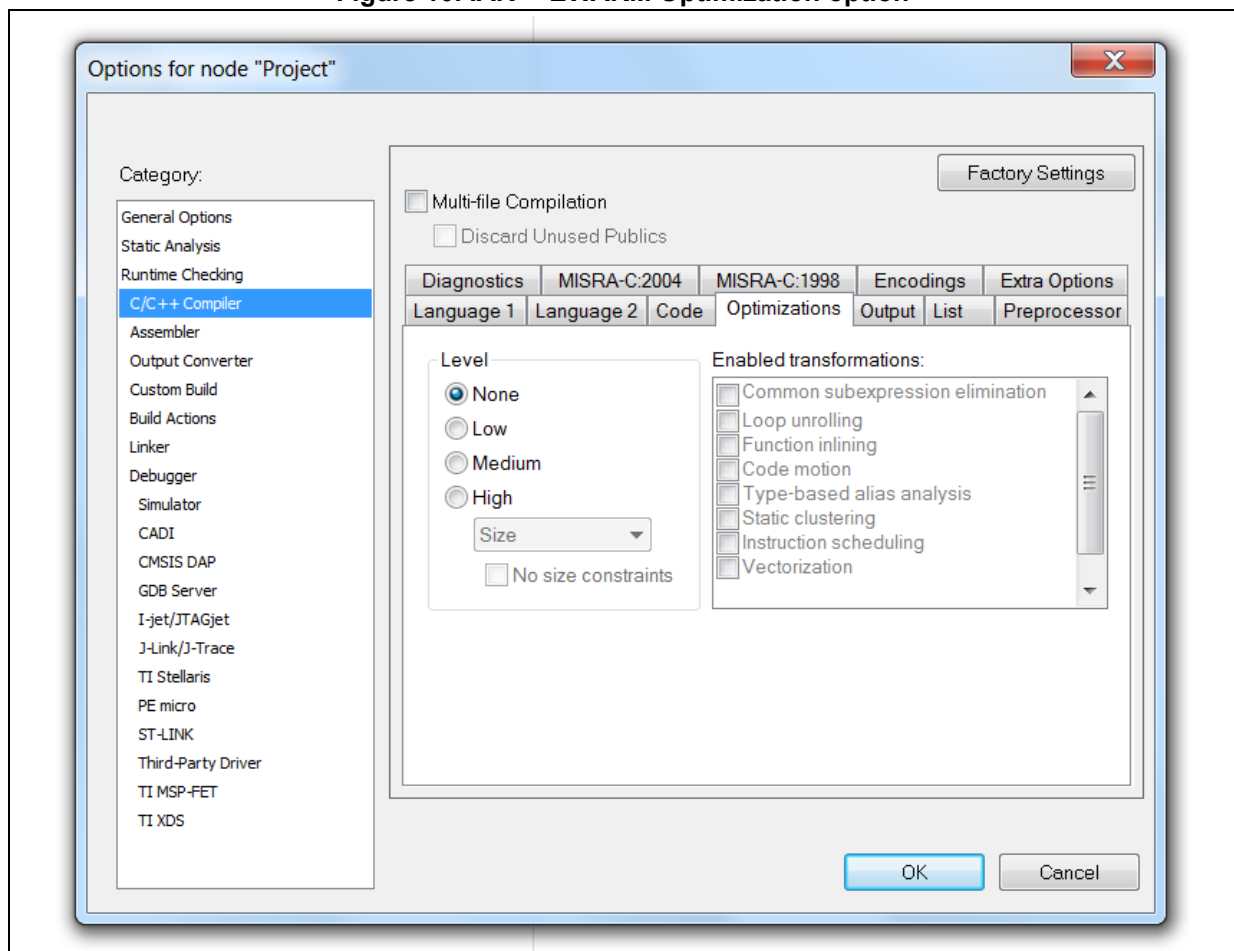 Options for node "Project"
X
Category:
General Options
Static Analysis
Runtime Checking
C/C++ Compiler
Assembler
Output Converter
Custom Build
Build Actions
Linker
Debugger
Simulator
CADI
CMSIS DAP
GDB Server
I-jet/JTAGjet
J-Link/J-Trace
TI Stellaris
PE micro
ST-LINK
Third-Party Driver
TI MSP-FET
TI XDS
Factory Settings
Multi-file Compilation
Discard Unused Publics
Diagnostics MISRA-C:2004 MISRA-C:1998 Encodings Extra Options
Language 1 Language 2 Code Optimizations Output List Preprocessor
Level
None
Low
Medium
High
Size
No size constraints
Enabled transformations:
Common subexpression elimination
Loop unrolling
Function inlining
Code motion
Type-based alias analysis
Static clustering
Instruction scheduling
Vectorization
OK Cancel